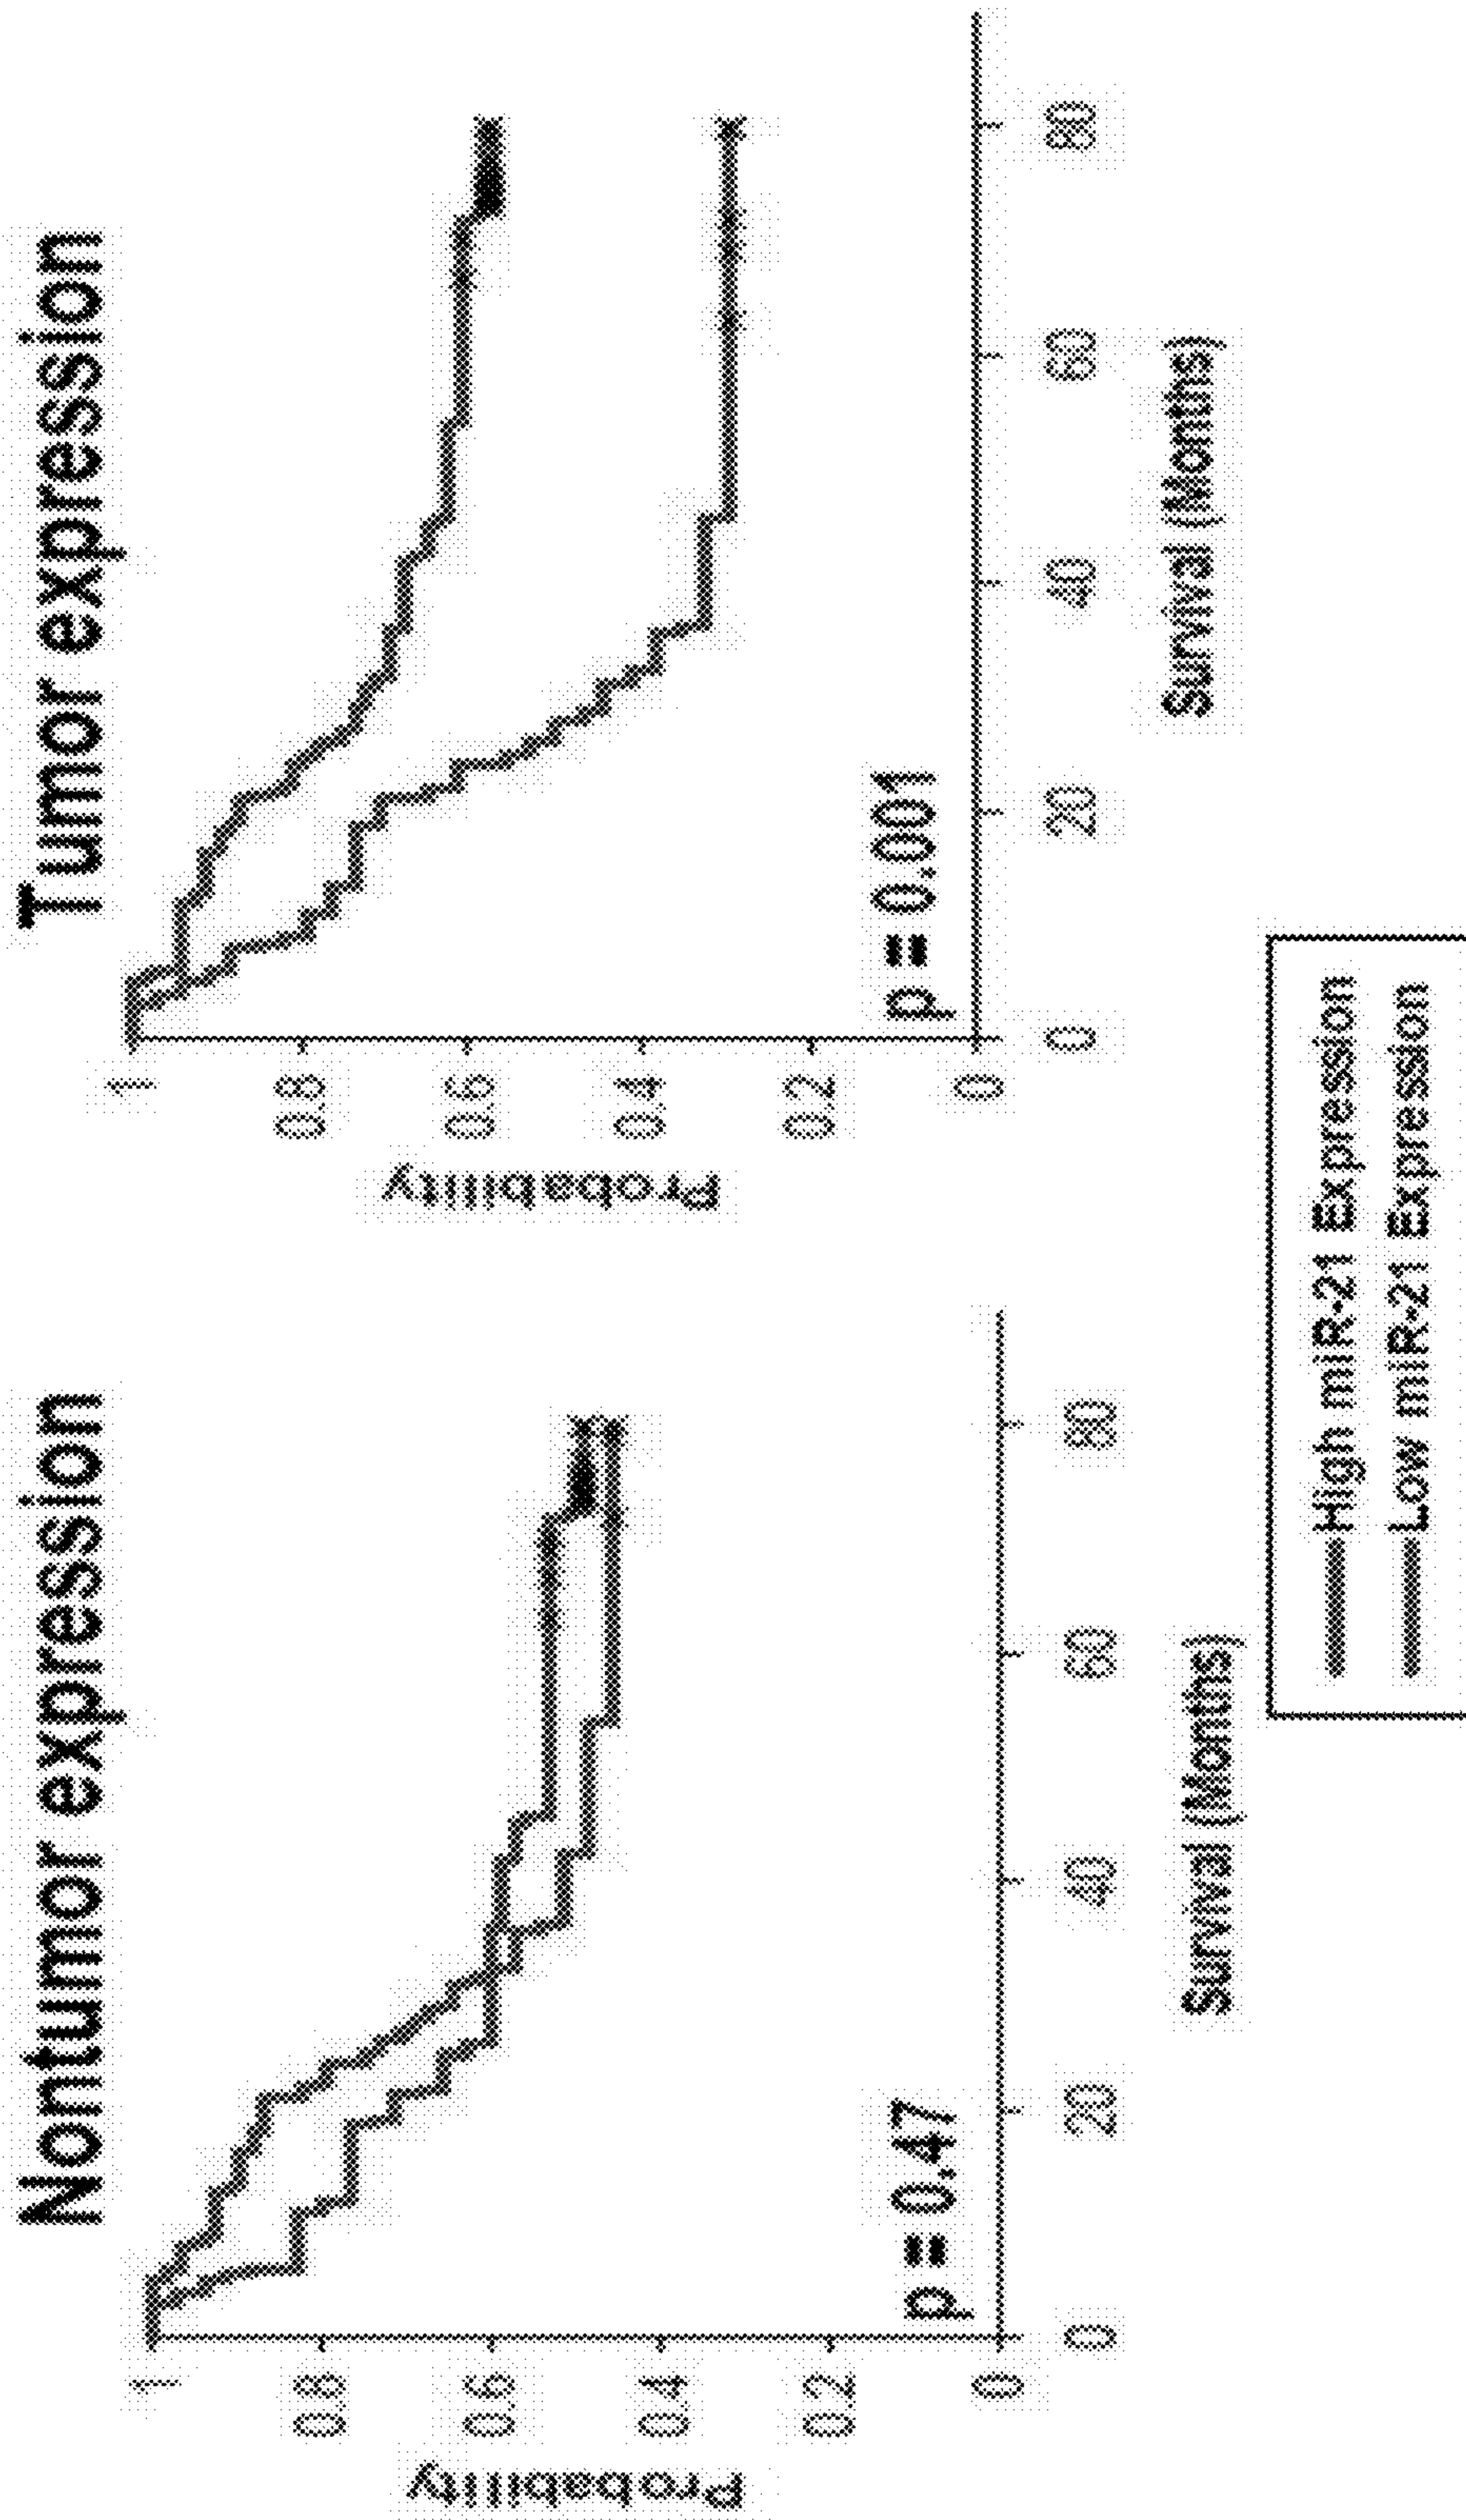 Nontumor expression
Probability
1
0.8
0.6
0.4
0.2
0
p = 0.47
0
20
40
60
80
Survival (Months)
Tumor expression
Probability
1
0.8
0.6
0.4
0.2
0
p = 0.001
0
20
40
60
80
Survival (Months)
High miR-21 Expression
Low miR-21 Expression